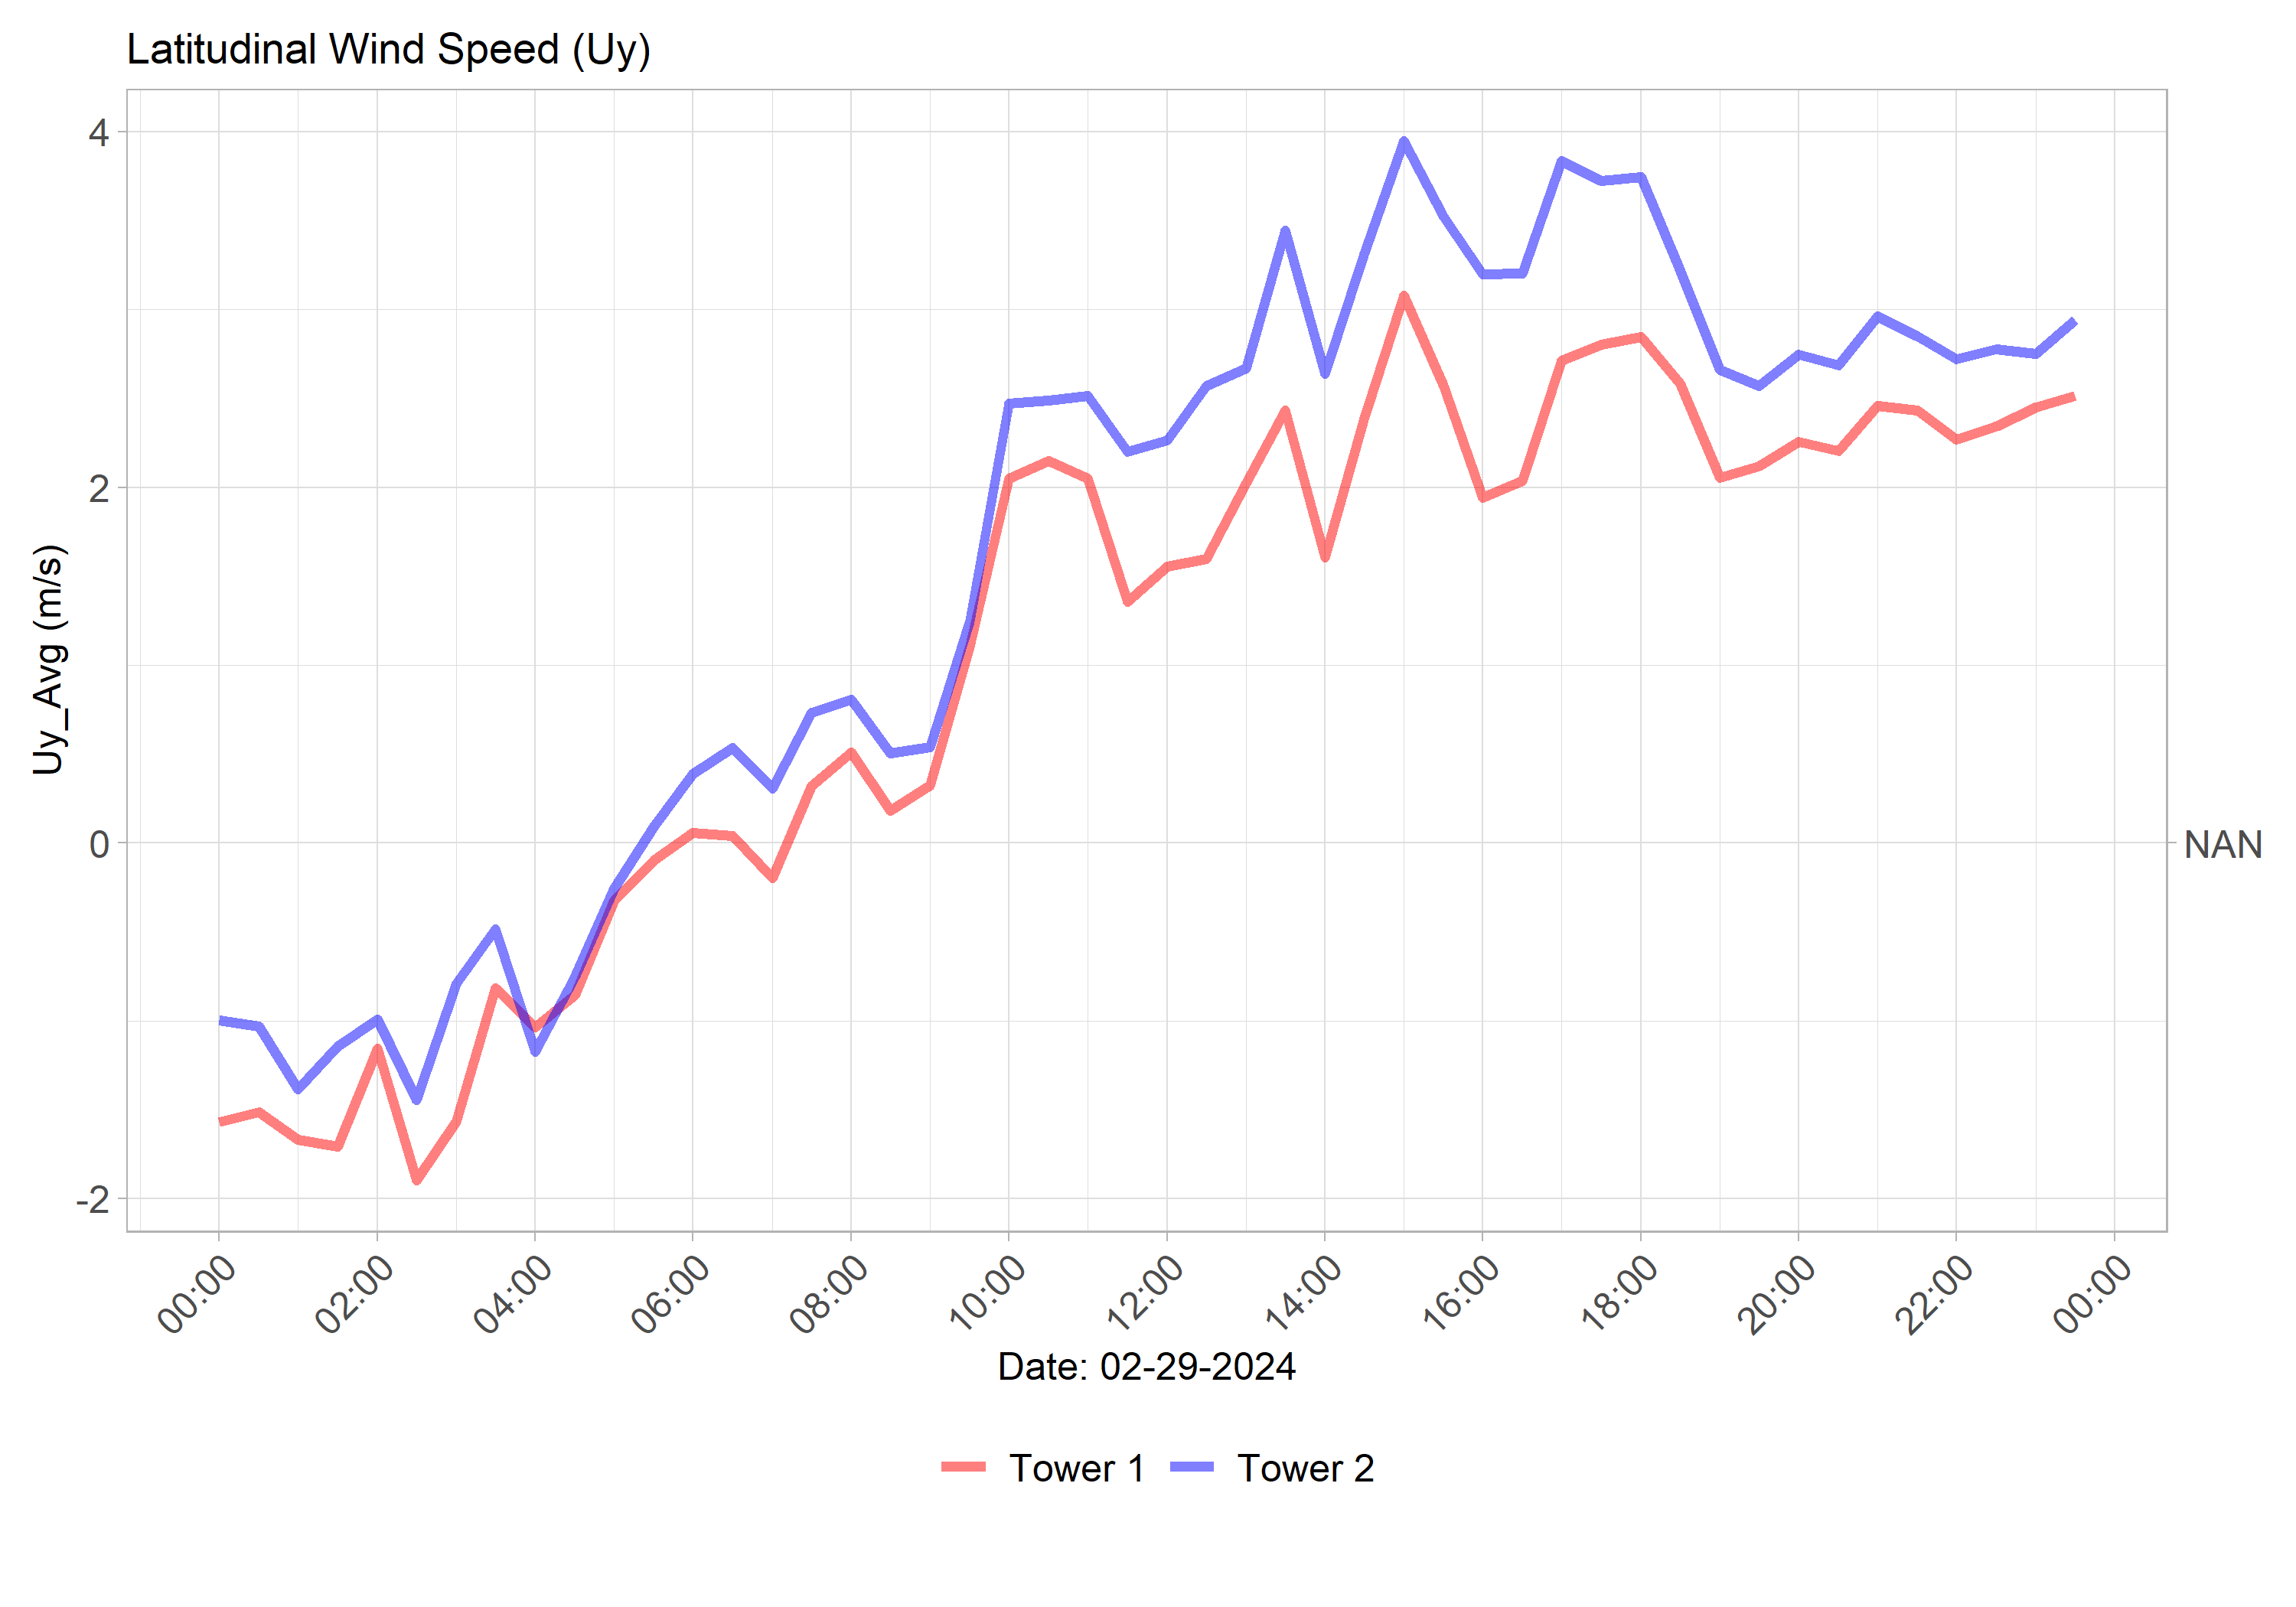 Latitudinal Wind Speed (Uy)
Uy_Avg (m/s)
4
2
0
-2
NAN
00:00 02:00 04:00 06:00 08:00 10:00 12:00 14:00 16:00 18:00 20:00 22:00 00:00
Date: 02-29-2024
Tower 1 Tower 2